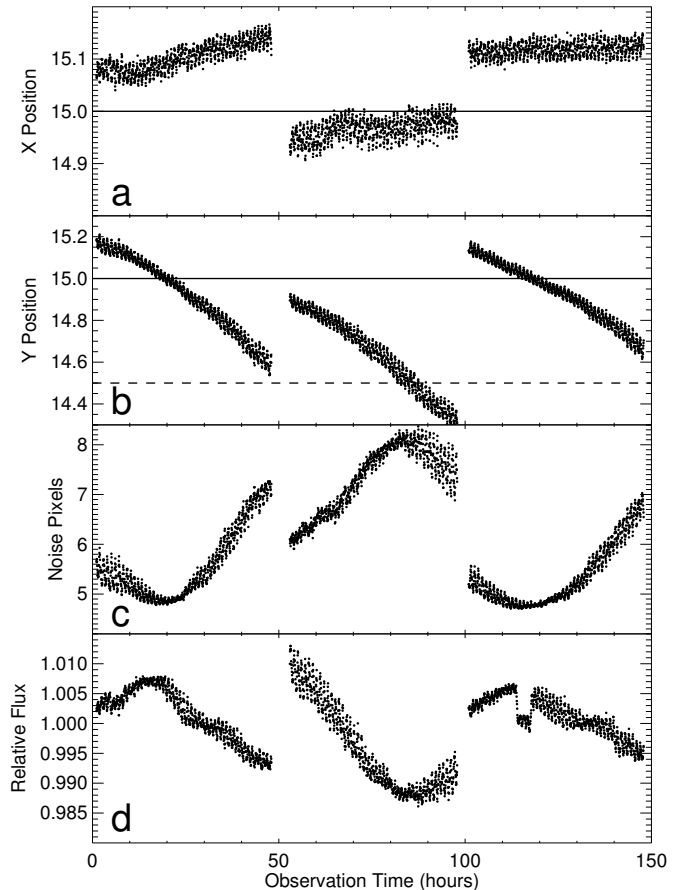 15.1
15.0
14.9
X Position
a
15.2
15.0
14.8
14.6
14.4
Y Position
b
8
7
6
5
Noise Pixels
c
1.010
1.005
1.000
0.995
0.990
0.985
Relative Flux
d
0 50 100 150
Observation Time (hours)